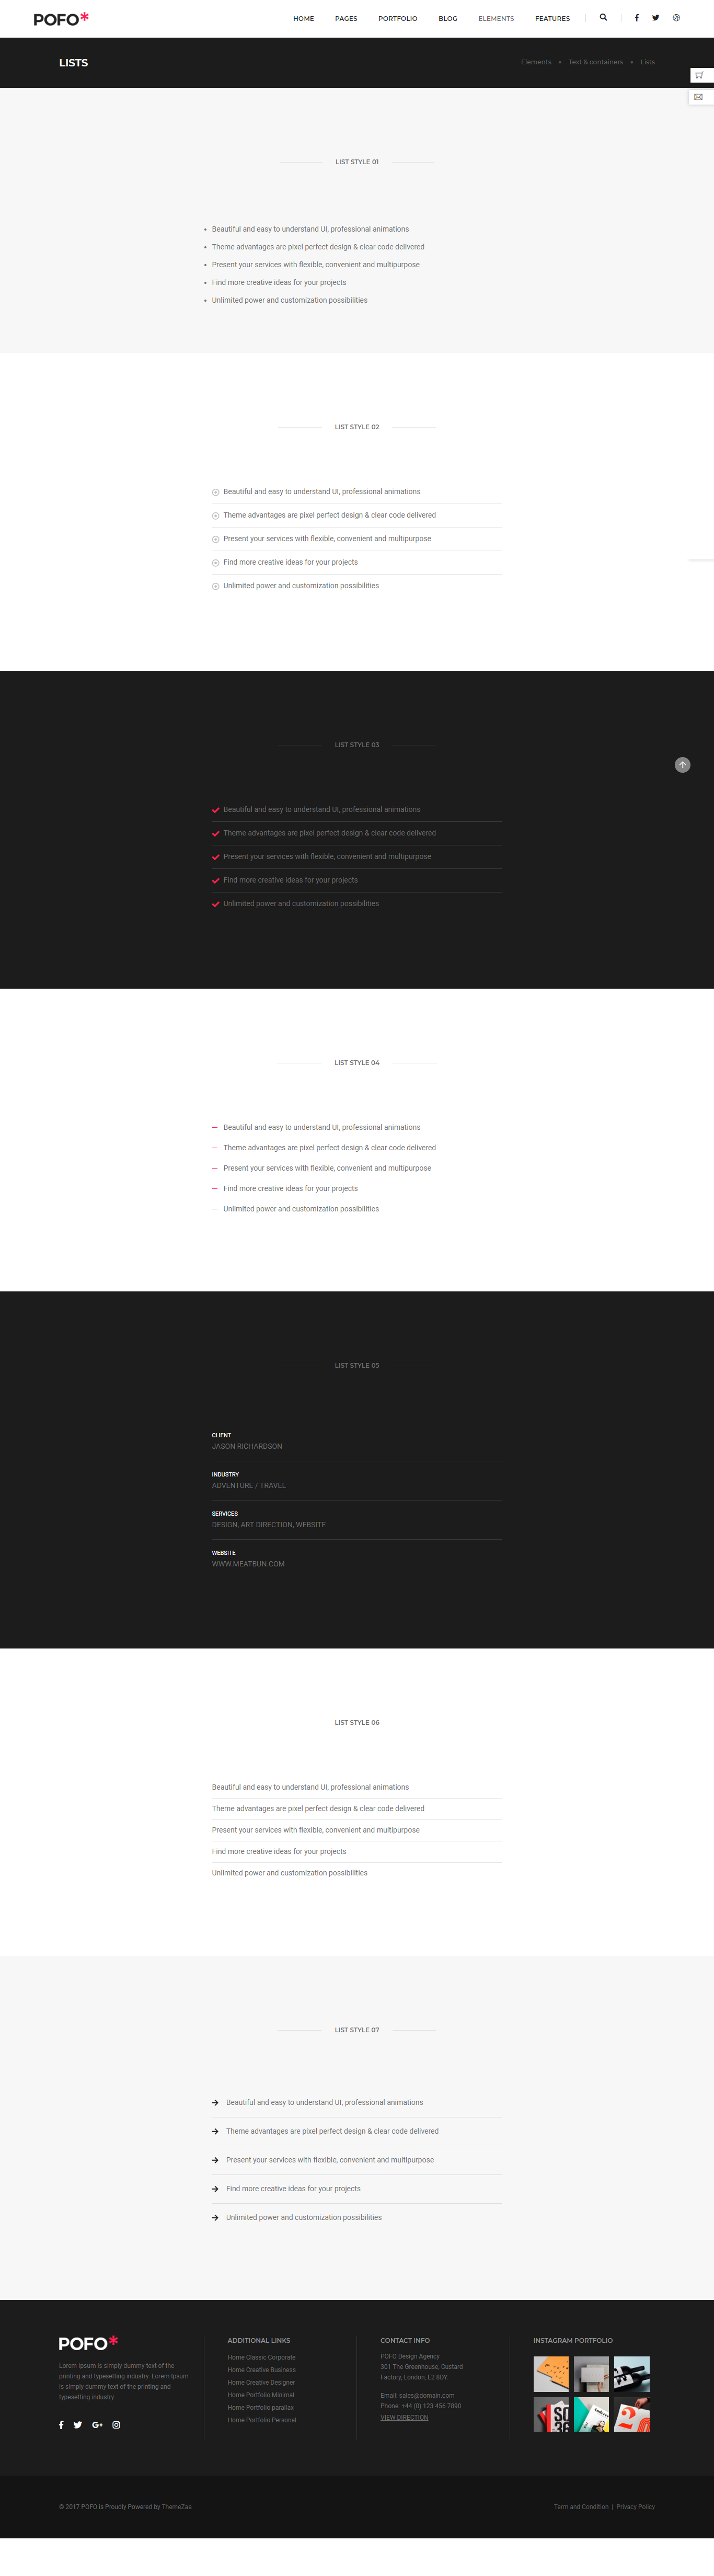 POFO*
HOME PAGES PORTFOLIO BLOG ELEMENTS FEATURES
LISTS
Elements Text & containers Lists
LIST STYLE 01
• Beautiful and easy to understand UI, professional animations
• Theme advantages are pixel perfect design & clear code delivered
• Present your services with flexible, convenient and multipurpose
• Find more creative ideas for your projects
• Unlimited power and customization possibilities
LIST STYLE 02
Beautiful and easy to understand UI, professional animations
Theme advantages are pixel perfect design & clear code delivered
Present your services with flexible, convenient and multipurpose
Find more creative ideas for your projects
Unlimited power and customization possibilities
LIST STYLE 03
Beautiful and easy to understand UI, professional animations
Theme advantages are pixel perfect design & clear code delivered
Present your services with flexible, convenient and multipurpose
Find more creative ideas for your projects
Unlimited power and customization possibilities
LIST STYLE 04
— Beautiful and easy to understand UI, professional animations
— Theme advantages are pixel perfect design & clear code delivered
— Present your services with flexible, convenient and multipurpose
— Find more creative ideas for your projects
— Unlimited power and customization possibilities
LIST STYLE 05
CLIENT
JASON RICHARDSON
INDUSTRY
ADVENTURE / TRAVEL
SERVICES
DESIGN, ART DIRECTION, WEBSITE
WEBSITE
WWW.MEATBUN.COM
LIST STYLE 06
Beautiful and easy to understand UI, professional animations
Theme advantages are pixel perfect design & clear code delivered
Present your services with flexible, convenient and multipurpose
Find more creative ideas for your projects
Unlimited power and customization possibilities
LIST STYLE 07
Beautiful and easy to understand UI, professional animations
Theme advantages are pixel perfect design & clear code delivered
Present your services with flexible, convenient and multipurpose
Find more creative ideas for your projects
Unlimited power and customization possibilities
POFO*
Lorem Ipsum is simply dummy text of the
printing and typesetting industry. Lorem Ipsum
is simply dummy text of the printing and
typesetting industry.
ADDITIONAL LINKS
Home Classic Corporate
Home Creative Business
Home Creative Designer
Home Portfolio Minimal
Home Portfolio parallax
Home Portfolio Personal
CONTACT INFO
POFO Design Agency
301 The Greenhouse, Custard
Factory, London, E2 8DY.
Email: sales@domain.com
Phone: +44 (0) 123 456 7890
VIEW DIRECTION
INSTAGRAM PORTFOLIO
© 2017 POFO is Proudly Powered by ThemeZaa
Term and Condition | Privacy Policy